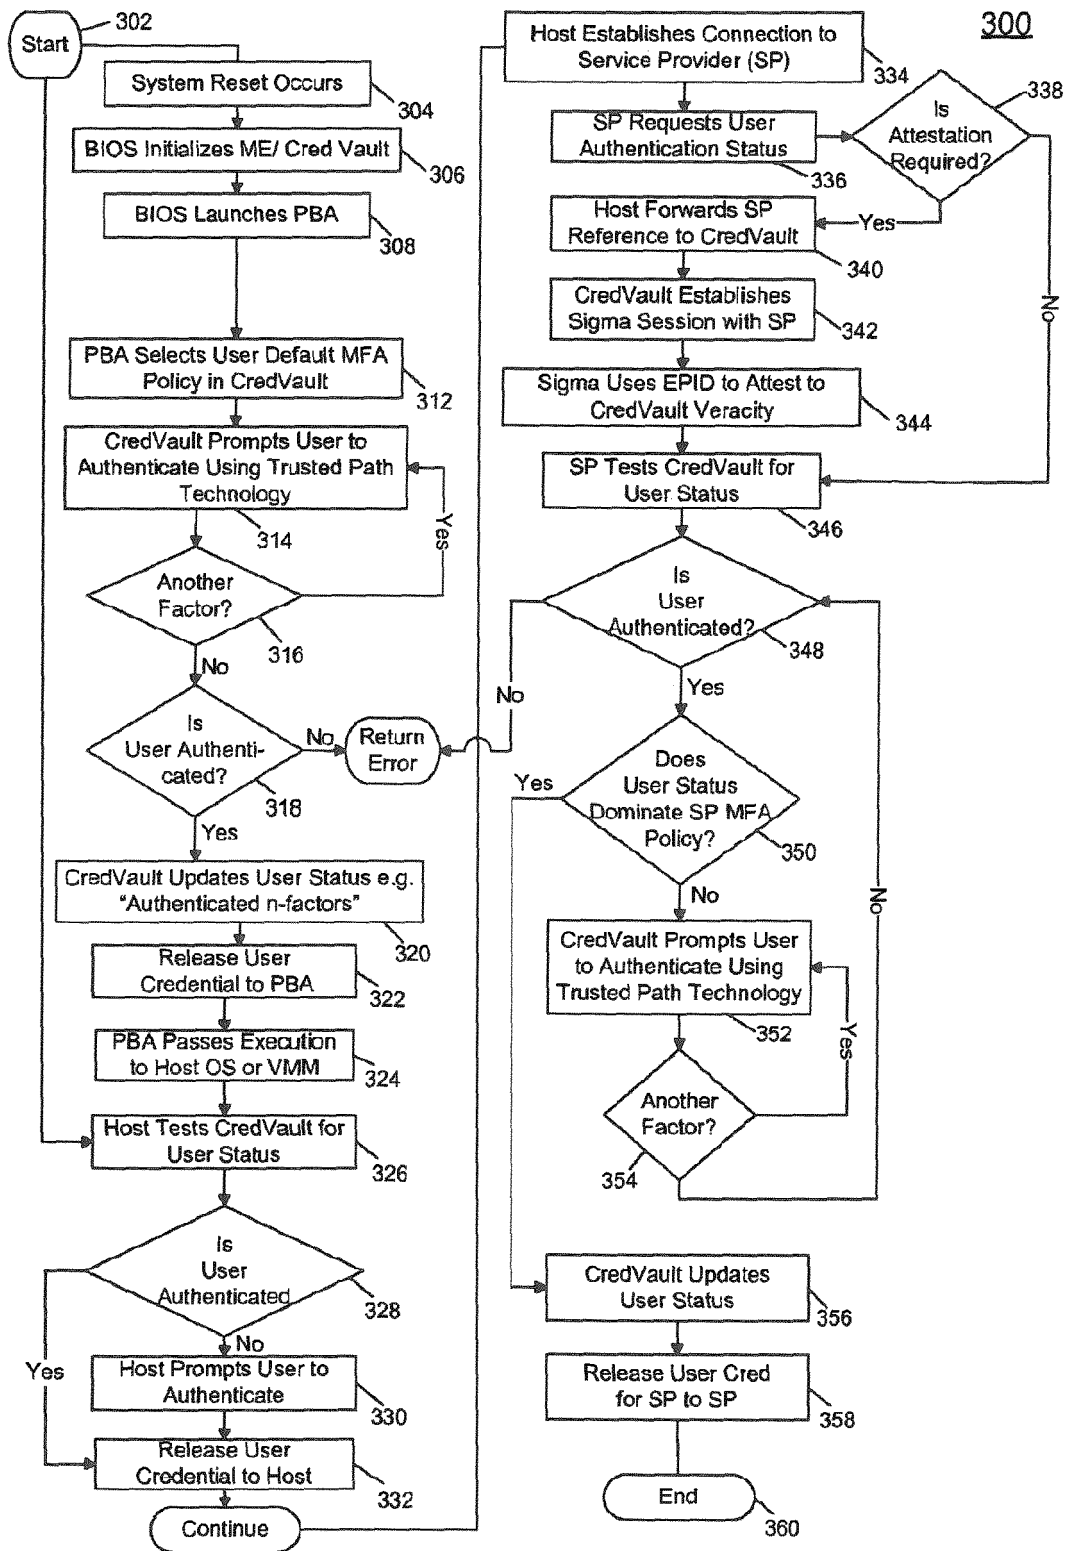 300
302
Start
System Reset Occurs
304
BIOS Initializes ME/ Cred Vault
306
BIOS Launches PBA
308
PBA Selects User Default MFA
Policy in CredVault
312
CredVault Prompts User to
Authenticate Using Trusted Path
Technology
314
Yes
Another
Factor?
316
No
Is
User Authenti-
cated?
318
No
Return
Error
Yes
CredVault Updates User Status e.g.
"Authenticated n-factors"
320
Release User
Credential to PBA
322
PBA Passes Execution
to Host OS or VMM
324
Host Tests CredVault for
User Status
326
Is
User
Authenticated
328
No
Yes
Host Prompts User to
Authenticate
330
Release User
Credential to Host
332
Continue
Host Establishes Connection to
Service Provider (SP)
334
SP Requests User
Authentication Status
336
Is
Attestation
Required?
338
Yes
No
Host Forwards SP
Reference to CredVault
340
CredVault Establishes
Sigma Session with SP
342
Sigma Uses EPID to Attest to
CredVault Veracity
344
SP Tests CredVault for
User Status
346
Is
User
Authenticated?
348
No
Yes
Does
User Status
Dominate SP MFA
Policy?
350
Yes
No
CredVault Prompts User
to Authenticate Using
Trusted Path Technology
352
Yes
Another
Factor?
354
No
CredVault Updates
User Status
356
Release User Cred
for SP to SP
358
End
360